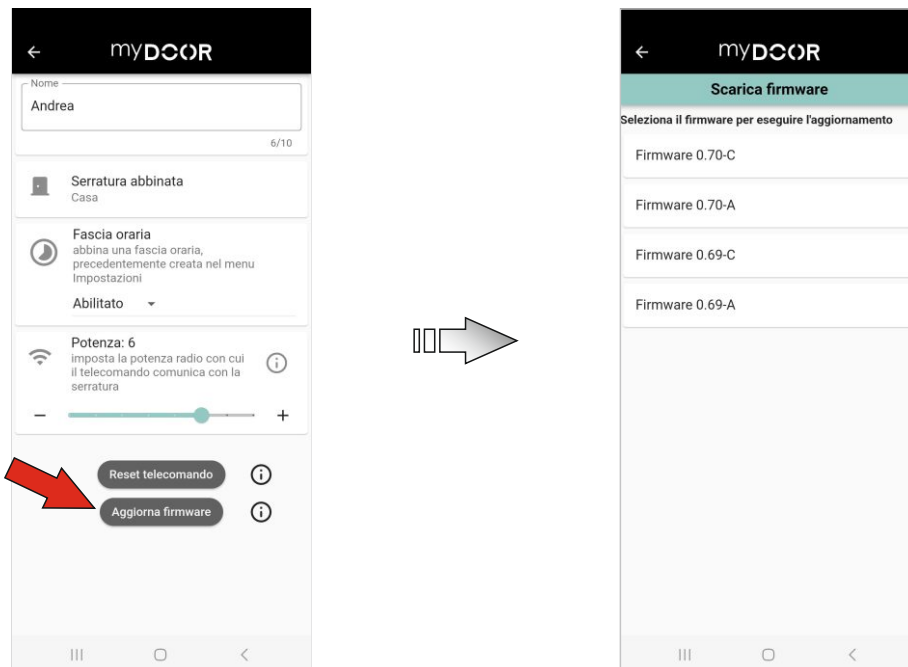 myDOOR
Nome
Andrea
6/10
Serratura abbinata
Casa
Fascia oraria
abbina una fascia oraria,
precedentemente creata nel menu
Impostazioni
Abilitato
Potenza: 6
imposta la potenza radio con cui
il telecomando comunica con la
serratura
Reset telecomando
Aggiorna firmware
myDOOR
Scarica firmware
Seleziona il firmware per eseguire l'aggiornamento
Firmware 0.70-C
Firmware 0.70-A
Firmware 0.69-C
Firmware 0.69-A